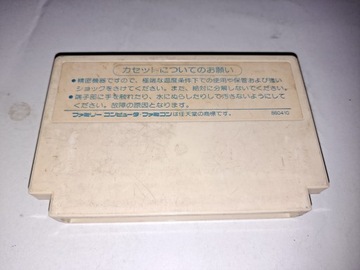 カセットについてのお願い
●精密機器ですので、極端な温度条件下での使用や保管および強い
ショックをさけてください。また、絶対に分解しないでください。
●端子部に手を触れたり、水にぬらしたりして汚さないようにして
ください。故障の原因となります。
ファミリーコンピュータ・ファミコンは任天堂の商標です。